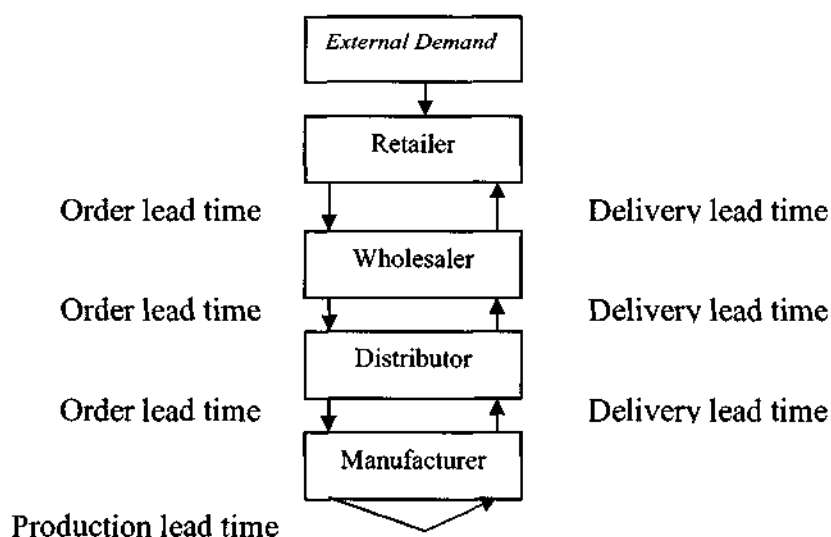 External Demand
Retailer
Order lead time
Delivery lead time
Wholesaler
Order lead time
Delivery lead time
Distributor
Order lead time
Delivery lead time
Manufacturer
Production lead time